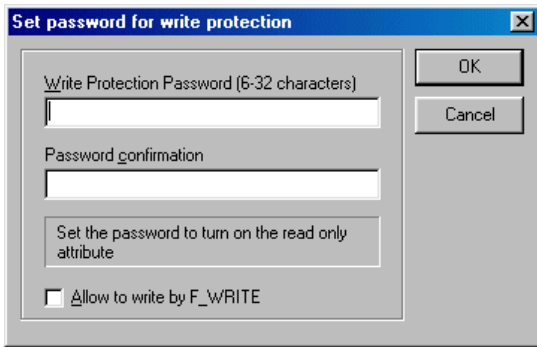 Set password for write protection
OK
Write Protection Password (6-32 characters)
Cancel
Password confirmation
Set the password to turn on the read only
attribute
Allow to write by F_WRITE